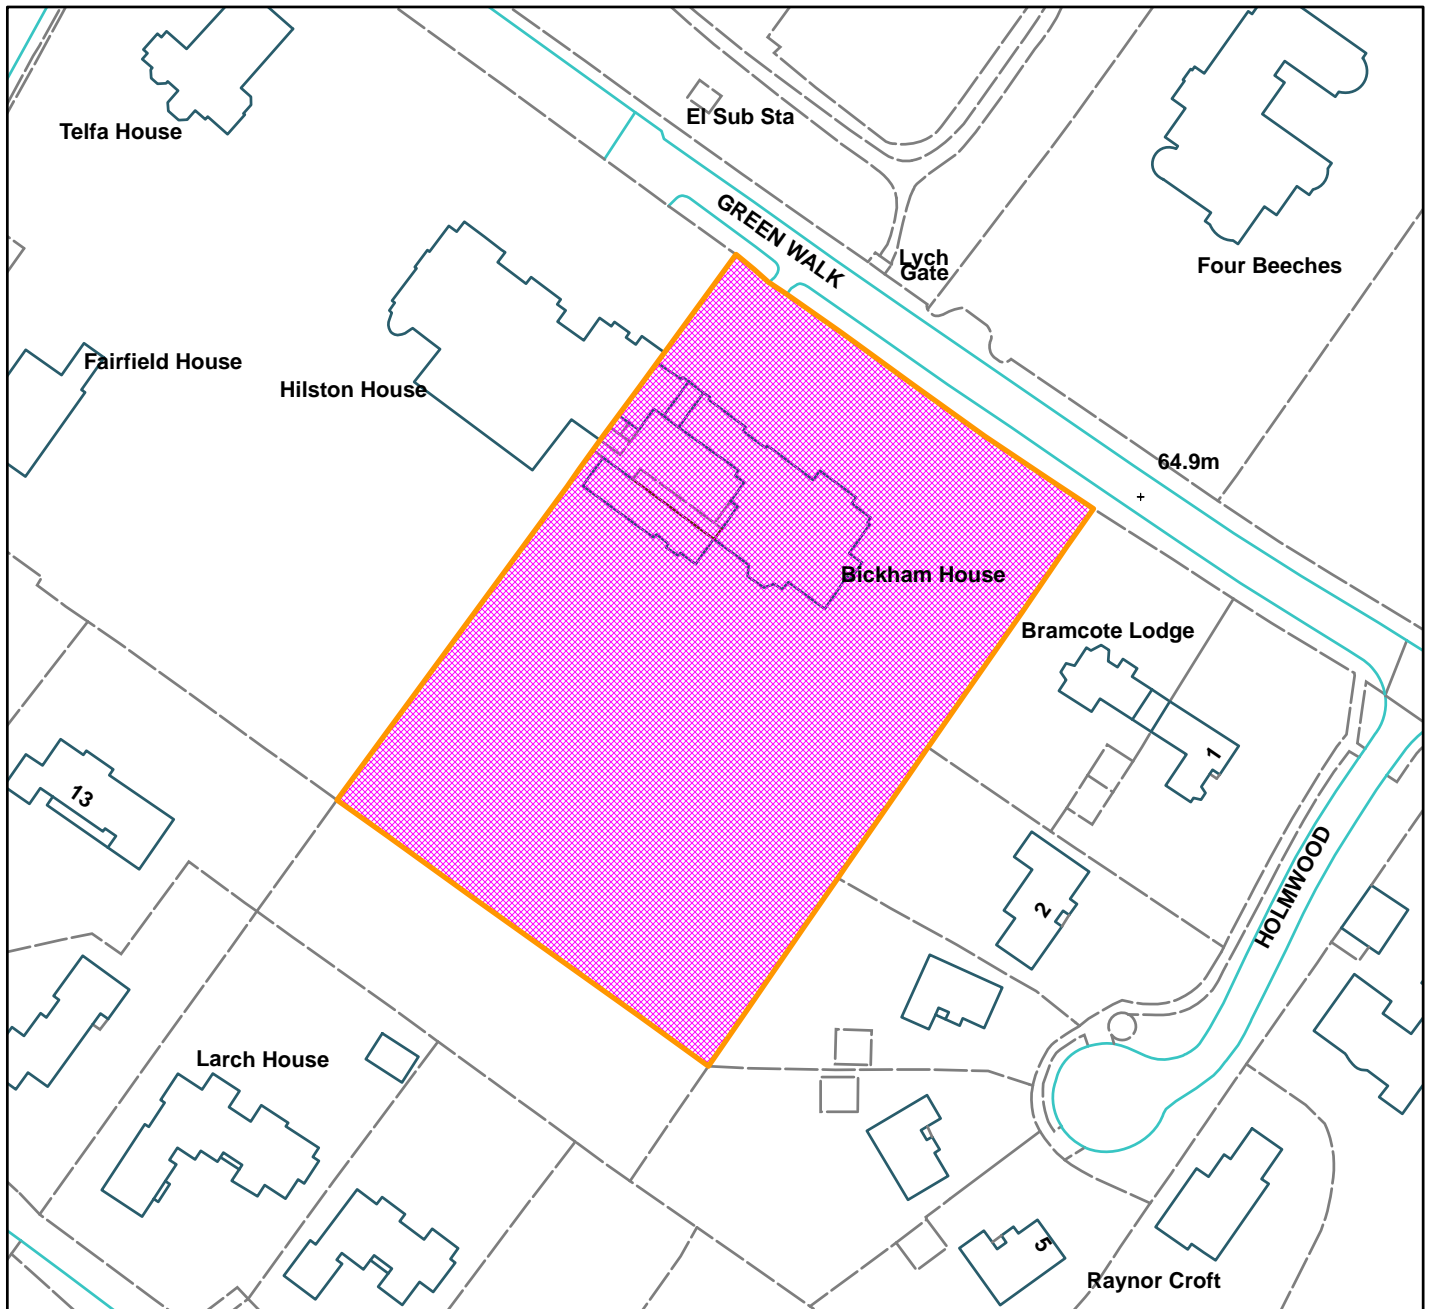 El Sub Sta
Telfa House
GREEN WALK
Lych
Gate
Four Beeches
Fairfield House
Hilston House
64.9m
Bickham House
Bramcote Lodge
1
13
HOLMWOOD
2
Larch House
5
Raynor Croft